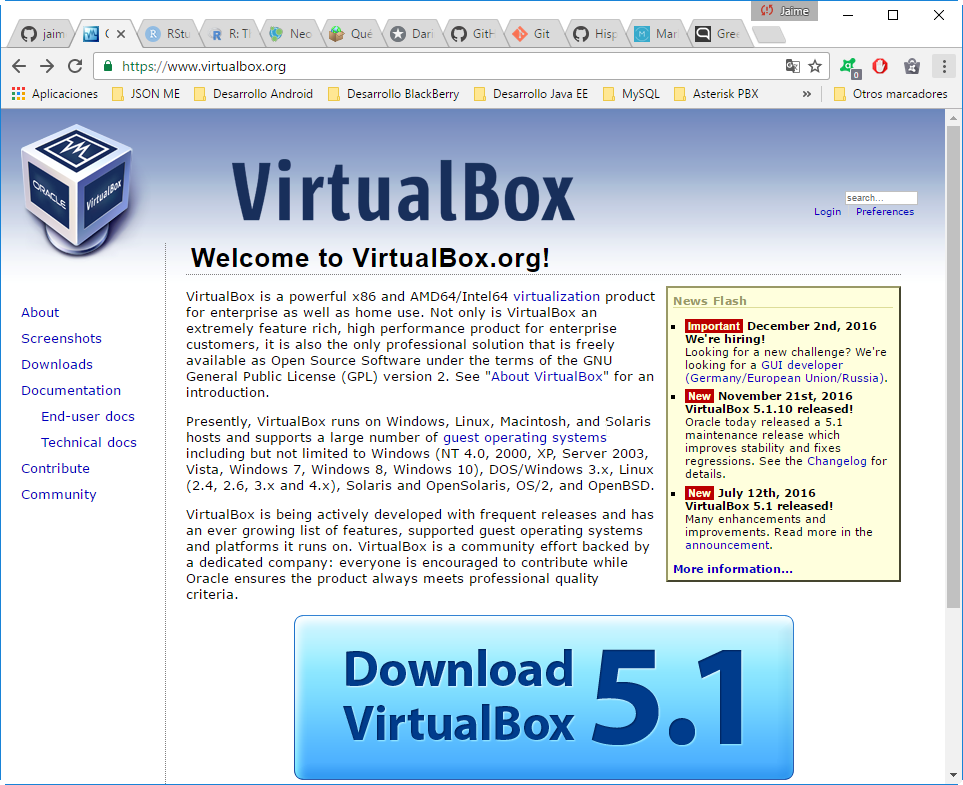 Jaime
jaim
RStu
R: Tl
Neo
Qué
Dari
GitH
Git
Hisp
Mar
Gree
https://www.virtualbox.org
0
Aplicaciones JSON ME Desarrollo Android Desarrollo BlackBerry Desarrollo Java EE MySQL Asterisk PBX » Otros marcadores
ORACLE
VirtualBox
VirtualBox
search...
Login Preferences
Welcome to VirtualBox.org!
About
Screenshots
Downloads
Documentation
End-user docs
Technical docs
Contribute
Community
VirtualBox is a powerful x86 and AMD64/Intel64 virtualization product
for enterprise as well as home use. Not only is VirtualBox an
extremely feature rich, high performance product for enterprise
customers, it is also the only professional solution that is freely
available as Open Source Software under the terms of the GNU
General Public License (GPL) version 2. See "About VirtualBox" for an
introduction.
Presently, VirtualBox runs on Windows, Linux, Macintosh, and Solaris
hosts and supports a large number of guest operating systems
including but not limited to Windows (NT 4.0, 2000, XP, Server 2003,
Vista, Windows 7, Windows 8, Windows 10), DOS/Windows 3.x, Linux
(2.4, 2.6, 3.x and 4.x), Solaris and OpenSolaris, OS/2, and OpenBSD.
VirtualBox is being actively developed with frequent releases and has
an ever growing list of features, supported guest operating systems
and platforms it runs on. VirtualBox is a community effort backed by
a dedicated company: everyone is encouraged to contribute while
Oracle ensures the product always meets professional quality
criteria.
News Flash
Important December 2nd, 2016
We're hiring!
Looking for a new challenge? We're
looking for a GUI developer
(Germany/European Union/Russia).
New November 21st, 2016
VirtualBox 5.1.10 released!
Oracle today released a 5.1
maintenance release which
improves stability and fixes
regressions. See the Changelog for
details.
New July 12th, 2016
VirtualBox 5.1 released!
Many enhancements and
improvements. Read more in the
announcement.
More information...
Download
VirtualBox
5.1